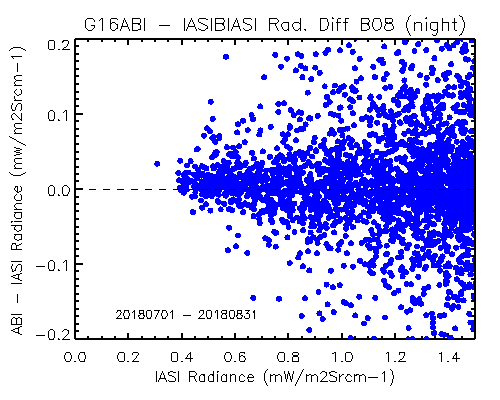 G16ABI − IASIBIASI Rad. Diff B08 (night)
0.2
0.1
0.0
−0.1
−0.2
ABI − IASI Radiance (mw/m2Srcm−1)
20180701 − 20180831
0.0 0.2 0.4 0.6 0.8 1.0 1.2 1.4
IASI Radiance (mW/m2Srcm−1)